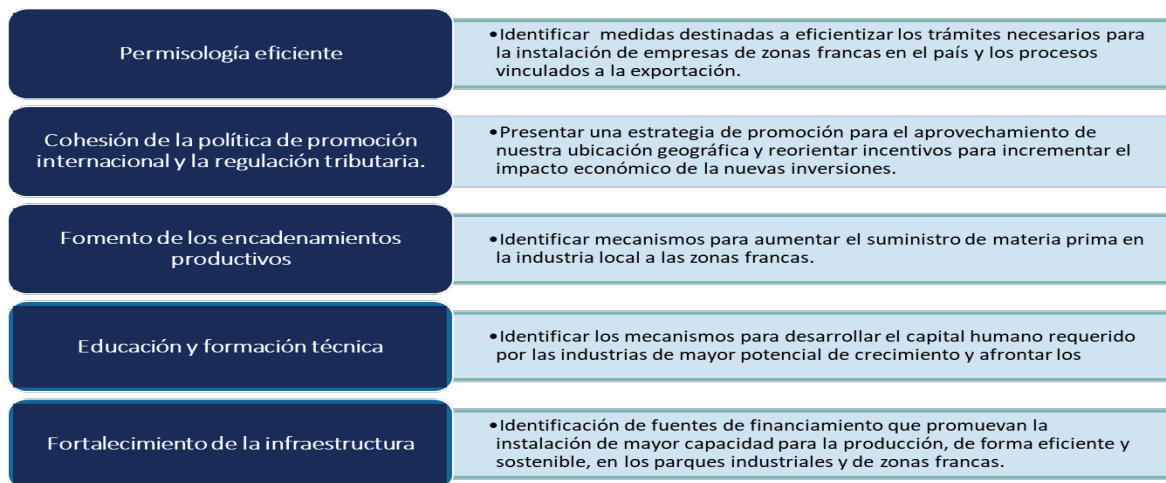 Permisología eficiente
•Identificar medidas destinadas a eficientizar los trámites necesarios para
la instalación de empresas de zonas francas en el país y los procesos
vinculados a la exportación.
Cohesión de la política de promoción
internacional y la regulación tributaria.
•Presentar una estrategia de promoción para el aprovechamiento de
nuestra ubicación geográfica y reorientar incentivos para incrementar el
impacto económico de la nuevas inversiones.
Fomento de los encadenamientos
productivos
•Identificar mecanismos para aumentar el suministro de materia prima en
la industria local a las zonas francas.
Educación y formación técnica
•Identificar los mecanismos para desarrollar el capital humano requerido
por las industrias de mayor potencial de crecimiento y afrontar los
Fortalecimiento de la infraestructura
•Identificación de fuentes de financiamiento que promuevan la
instalación de mayor capacidad para la producción, de forma eficiente y
sostenible, en los parques industriales y de zonas francas.